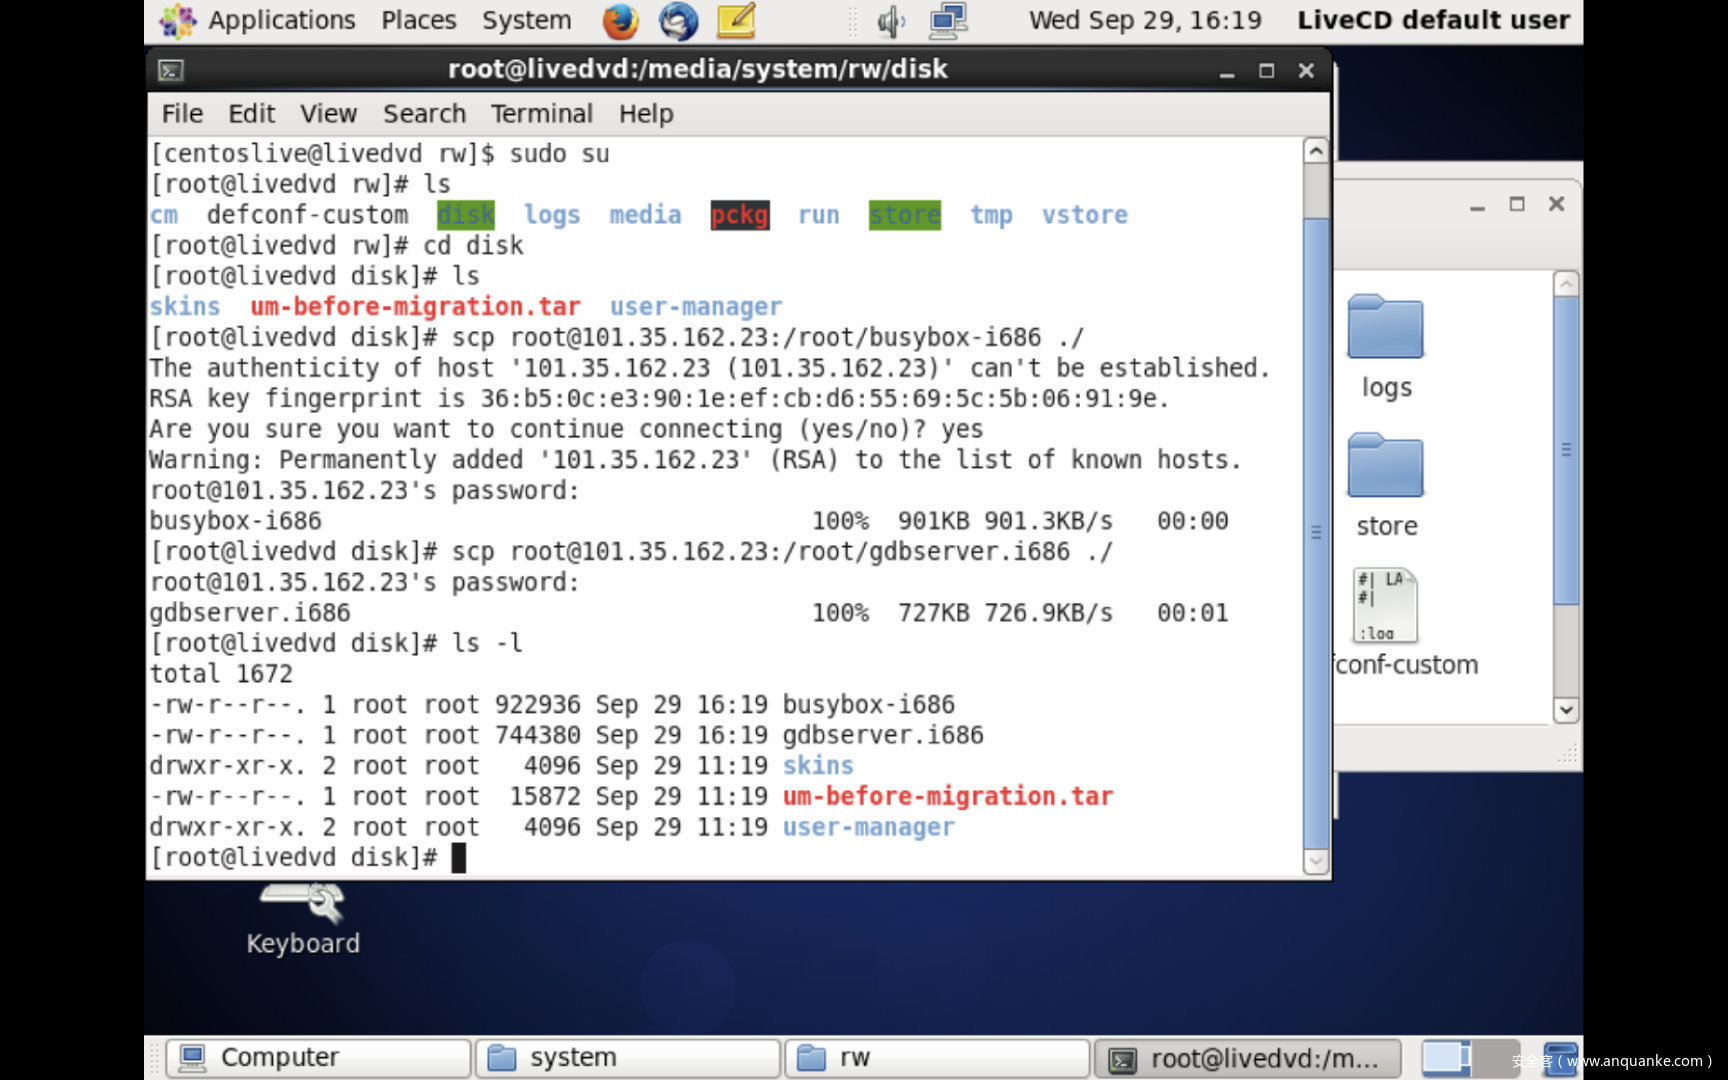 Applications Places System Wed Sep 29, 16:19 LiveCD default user
root@livedvd:/media/system/rw/disk
File Edit View Search Terminal Help
[centoslive@livedvd rw]$ sudo su
[root@livedvd rw]# ls
cm defconf-custom disk logs media pckg run store tmp vstore
[root@livedvd rw]# cd disk
[root@livedvd disk]# ls
skins um-before-migration.tar user-manager
[root@livedvd disk]# scp root@101.35.162.23:/root/busybox-i686 ./
The authenticity of host '101.35.162.23 (101.35.162.23)' can't be established.
RSA key fingerprint is 36:b5:0c:e3:90:1e:ef:cb:d6:55:69:5c:5b:06:91:9e.
Are you sure you want to continue connecting (yes/no)? yes
Warning: Permanently added '101.35.162.23' (RSA) to the list of known hosts.
root@101.35.162.23's password:
busybox-i686 100% 901KB 901.3KB/s 00:00
[root@livedvd disk]# scp root@101.35.162.23:/root/gdbserver.i686 ./
root@101.35.162.23's password:
gdbserver.i686 100% 727KB 726.9KB/s 00:01
[root@livedvd disk]# ls -l
total 1672
-rw-r--r--. 1 root root 922936 Sep 29 16:19 busybox-i686
-rw-r--r--. 1 root root 744380 Sep 29 16:19 gdbserver.i686
drwxr-xr-x. 2 root root 4096 Sep 29 11:19 skins
-rw-r--r--. 1 root root 15872 Sep 29 11:19 um-before-migration.tar
drwxr-xr-x. 2 root root 4096 Sep 29 11:19 user-manager
[root@livedvd disk]#
logs
store
#| LA
#|
:log
fconf-custom
Keyboard
Computer system rw root@livedvd:/m...
安全客（www.anquanke.com）